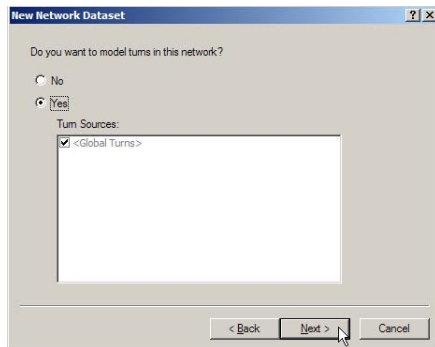 New Network Dataset
Do you want to model turns in this network?
No
Yes
Turn Sources:
<Global Turns>
< Back Next > Cancel